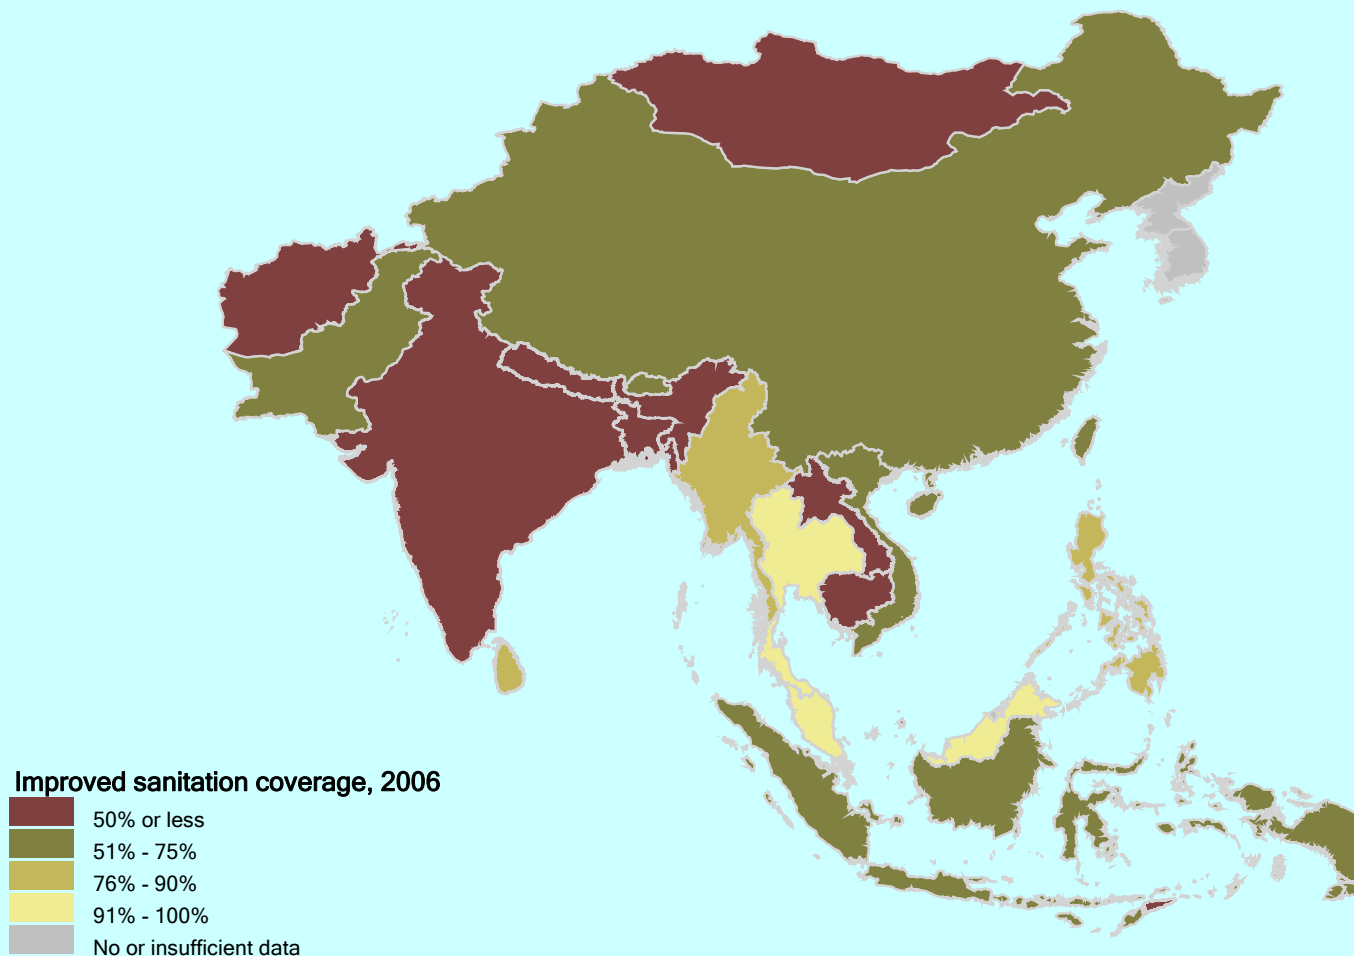 Improved sanitation coverage, 2006
50% or less
51% - 75%
76% - 90%
91% - 100%
No or insufficient data